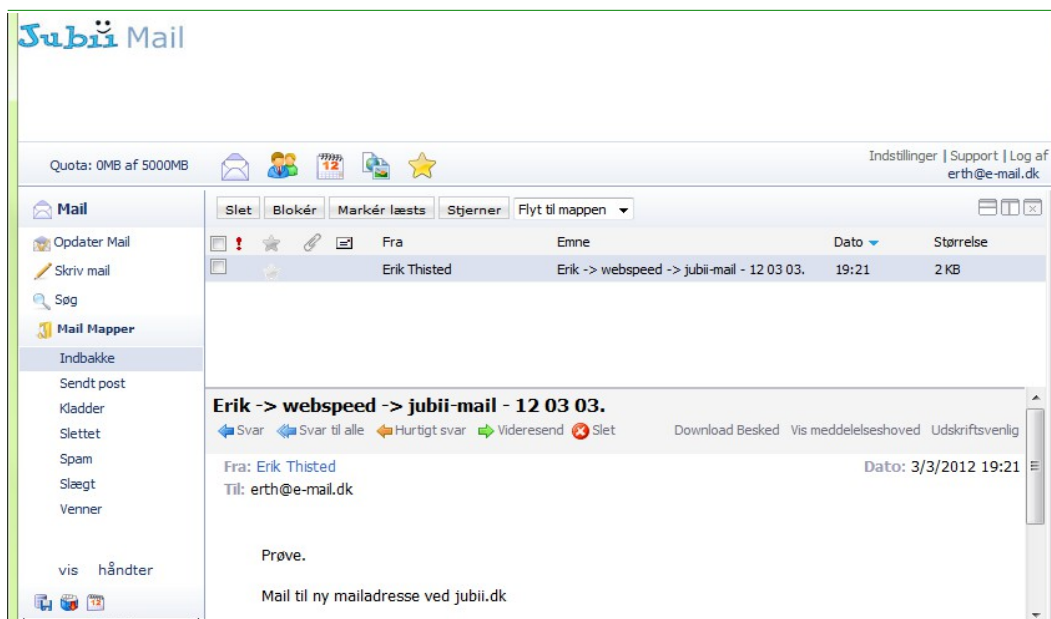 Jubii Mail
Quota: 0MB af 5000MB
12
Indstillinger | Support | Log af
erth@e-mail.dk
Mail
Opdater Mail
Skriv mail
Søg
Mail Mapper
Indbakke
Sendt post
Kladder
Slettet
Spam
Slægt
Venner
vis håndter
12
Slet Blokér Markér læsts Stjerner Flyt til mappen
Fra Emne Dato Størrelse
Erik Thisted Erik -> webspeed -> jubii-mail - 12 03 03. 19:21 2 KB
Erik -> webspeed -> jubii-mail - 12 03 03.
Svar Svar til alle Hurtigt svar Videresend Slet Download Besked Vis meddelelseshoved Udskriftsvenlig
Fra: Erik Thisted Dato: 3/3/2012 19:21
Til: erth@e-mail.dk
Prøve.
Mail til ny mailadresse ved jubii.dk